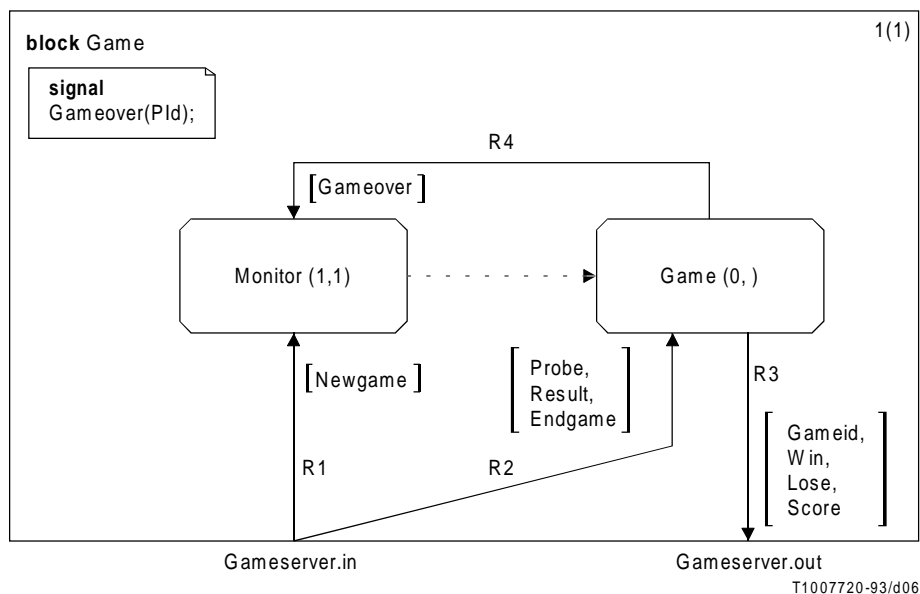 block Game
1(1)
signal
Gameover(PId);
R4
[Gameover]
Monitor (1,1)
Game (0, )
[Newgame]
Probe,
Result,
Endgame
R3
Gameid,
Win,
Lose,
Score
R1
R2
Gameserver.in
Gameserver.out
T1007720-93/d06